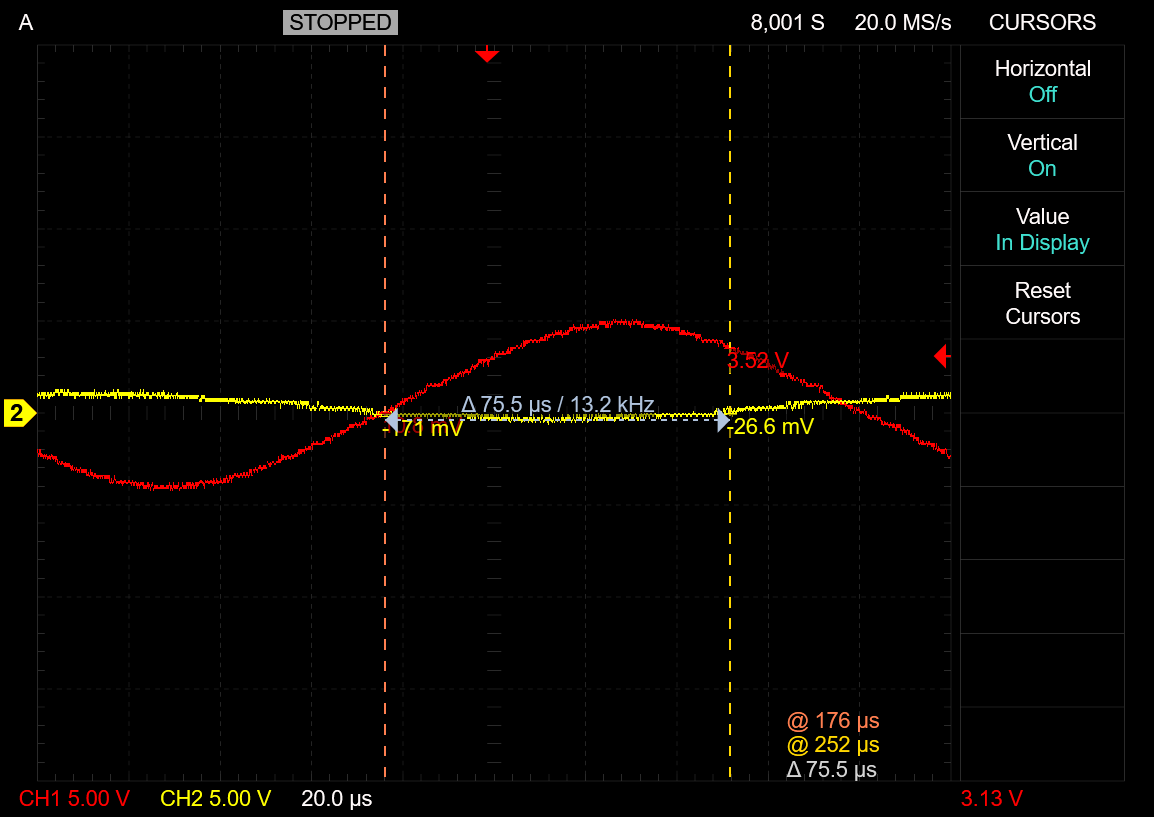 A
STOPPED
8,001 S
20.0 MS/s
CURSORS
Horizontal
Off
Vertical
On
Value
In Display
Reset
Cursors
3.52 V
2
Δ 75.5 µs / 13.2 kHz
-171 mV
-26.6 mV
@ 176 µs
@ 252 µs
Δ 75.5 µs
CH1 5.00 V
CH2 5.00 V
20.0 µs
3.13 V